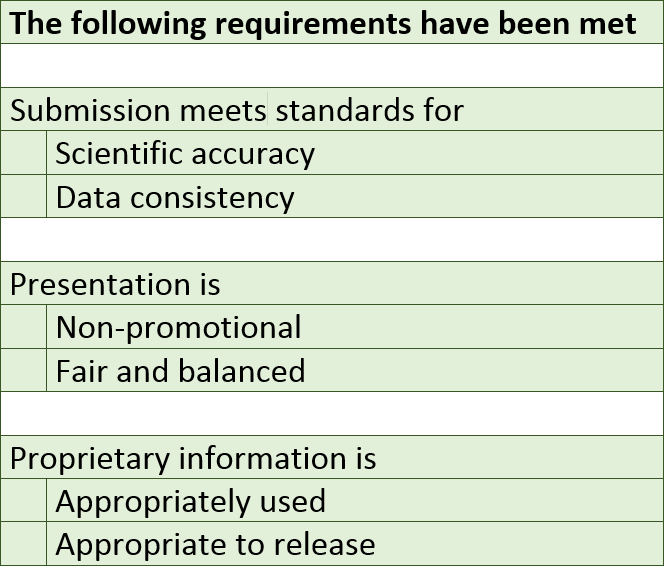 The following requirements have been met
Submission meets standards for
Scientific accuracy
Data consistency
Presentation is
Non-promotional
Fair and balanced
Proprietary information is
Appropriately used
Appropriate to release